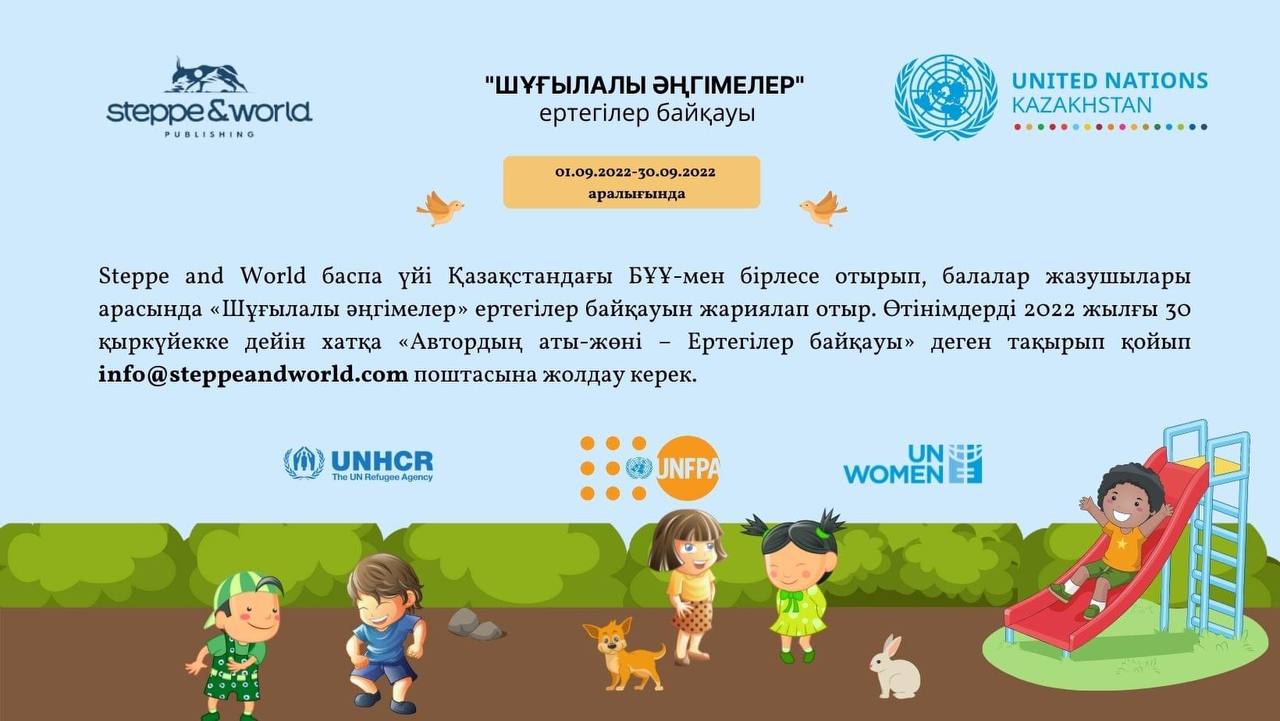 steppe&world
PUBLISHING
"ШҰҒЫЛАЛЫ ӘҢГІМЕЛЕР"
ертегілер байқауы
UNITED NATIONS
KAZAKHSTAN
01.09.2022-30.09.2022
аралығында
Steppe and World баспа үйі Қазақстандағы БҰҰ-мен бірлесе отырып, балалар жазушылары
арасында «Шұғылалы әңгімелер» ертегілер байқауын жариялап отыр. Өтінімдерді 2022 жылғы 30
қыркүйекке дейін хатқа «Автордың аты-жөні – Ертегілер байқауы» деген тақырып қойып
info@steppeandworld.com поштасына жолдау керек.
UNHCR
The UN Refugee Agency
UNFPA
UN
WOMEN